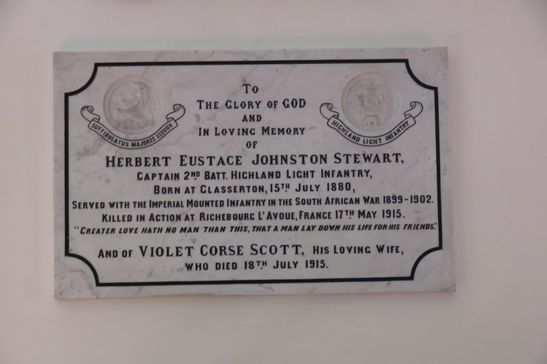 To
THE GLORY OF GOD
AND
IN LOVING MEMORY
OF
HERBERT EUSTACE JOHNSTON STEWART,
CAPTAIN 2ND BATT. HIGHLAND LIGHT INFANTRY,
BORN AT GLASSERTON, 15TH JULY 1880,
SERVED WITH THE IMPERIAL MOUNTED INFANTRY IN THE SOUTH AFRICAN WAR 1899-1902.
KILLED IN ACTION AT RICHEBOURG L'AVOUE, FRANCE 17TH MAY 1915.
"GREATER LOVE HATH NO MAN THAN THIS, THAT A MAN LAY DOWN HIS LIFE FOR HIS FRIENDS."
AND OF VIOLET CORSE SCOTT, HIS LOVING WIFE,
WHO DIED 18TH JULY 1915.
SUFFIBULATUS MAJORES SEQUOR
HIGHLAND LIGHT INFANTRY